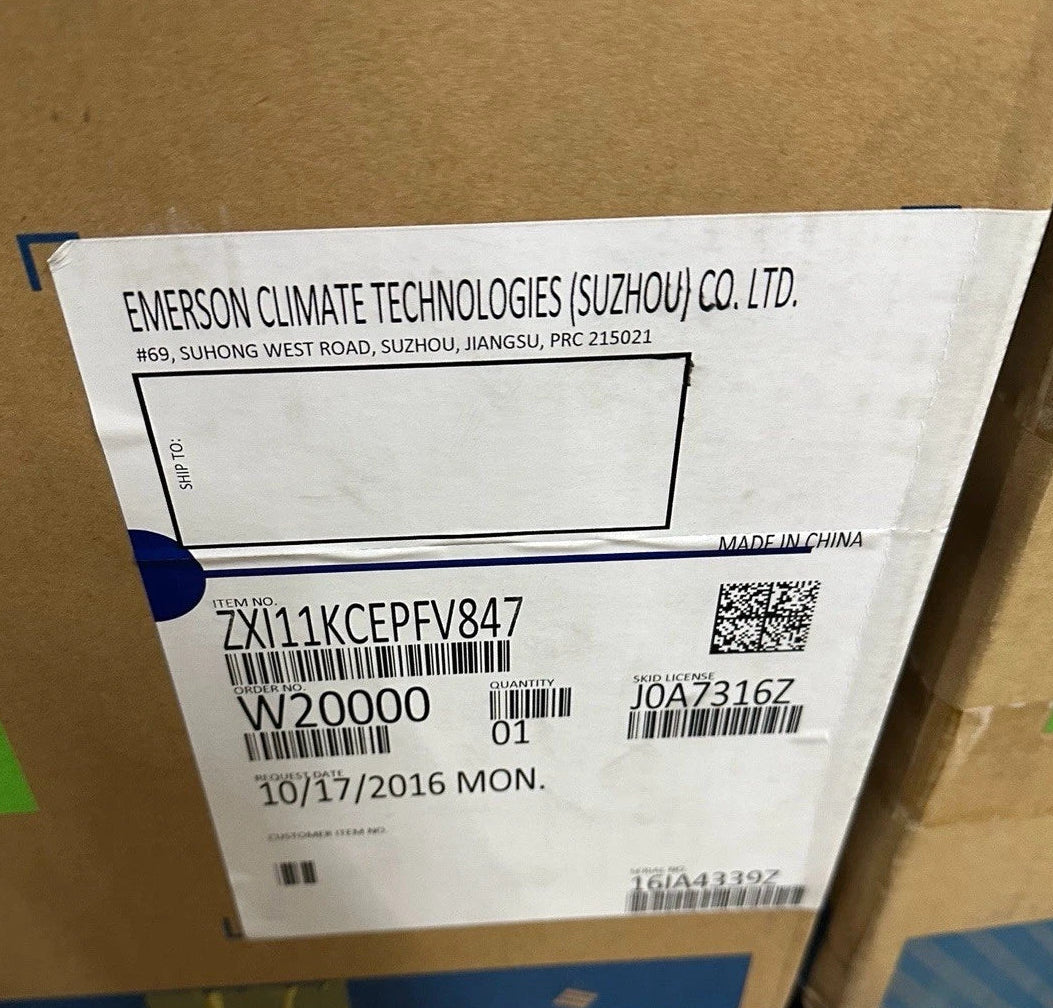 EMERSON CLIMATE TECHNOLOGIES (SUZHOU) CO. LTD.
#69, SUHONG WEST ROAD, SUZHOU, JIANGSU, PRC 215021
SHIP TO:
MADE IN CHINA
ITEM NO.
ZXI11KCEPFV847
ORDER NO.
W20000
QUANTITY
01
SKID LICENSE
J0A7316Z
REQUEST DATE
10/17/2016 MON.
CUSTOMER ITEM NO.
SERIAL NO.
16IA4339Z